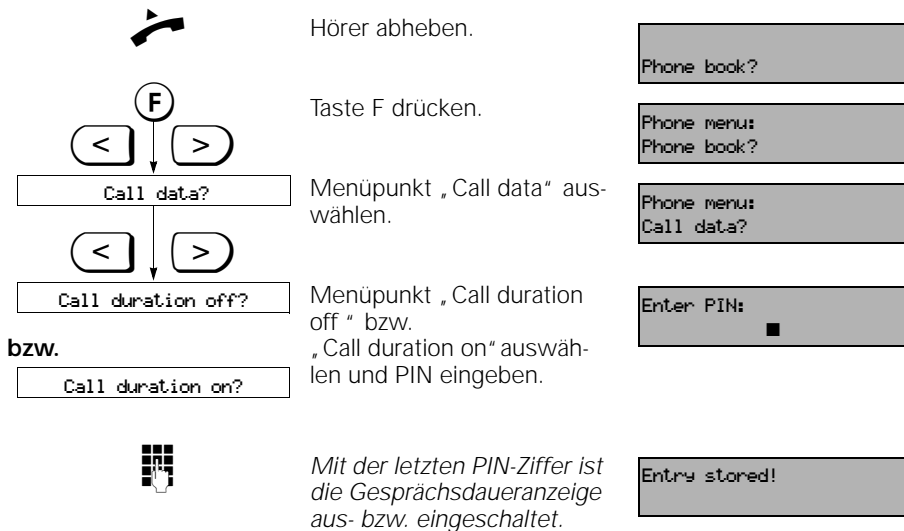 Hörer abheben.
Phone book?
F
Taste F drücken.
Phone menu:
Phone book?
< >
Call data?
Menüpunkt „Call data“ aus-
wählen.
Phone menu:
Call data?
< >
Call duration off?
Menüpunkt „Call duration
off “ bzw.
„Call duration on“ auswäh-
len und PIN eingeben.
Enter PIN:
bzw.
Call duration on?
Mit der letzten PIN-Ziffer ist
die Gesprächsdaueranzeige
aus- bzw. eingeschaltet.
Entry stored!